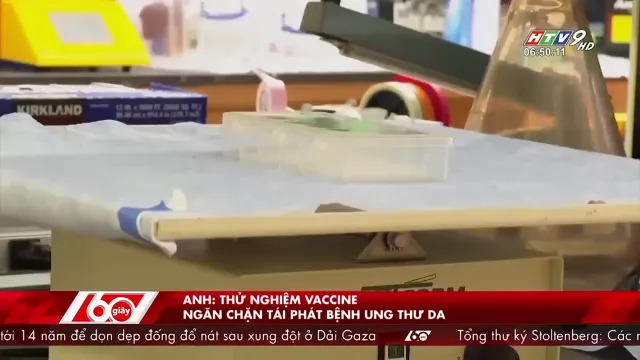 HTV9 HD
06:50:11
KIRKLAND
60 giây
ANH: THỬ NGHIỆM VACCINE
NGĂN CHẶN TÁI PHÁT BỆNH UNG THƯ DA
tới 14 năm để dọn dẹp đống đổ nát sau xung đột ở Dải Gaza 60 Tổng thư ký Stoltenberg: Các